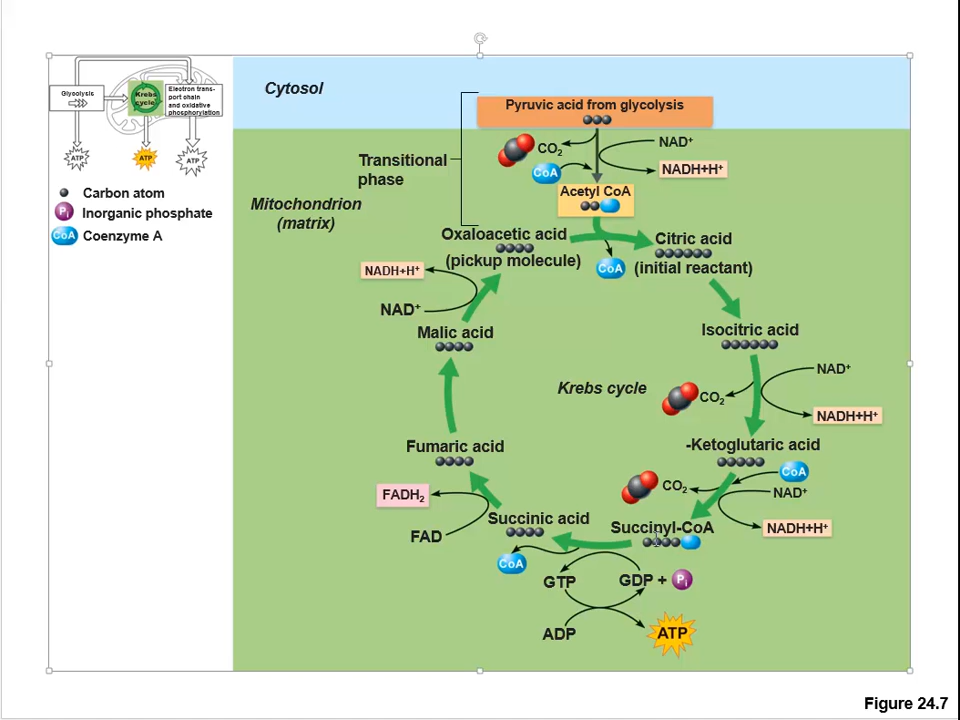 Glycolysis
Krebs
cycle
Electron trans-
port chain
and oxidative
phosphorylation
ATP
ATP
ATP
Carbon atom
Pi
Inorganic phosphate
CoA
Coenzyme A
Cytosol
Pyruvic acid from glycolysis
Transitional
phase
Mitochondrion
(matrix)
CO2
NAD+
CoA
NADH+H+
Acetyl CoA
Oxaloacetic acid
(pickup molecule)
CoA
Citric acid
(initial reactant)
NADH+H+
NAD+
Malic acid
Isocitric acid
Krebs cycle
NAD+
CO2
NADH+H+
Fumaric acid
-Ketoglutaric acid
CoA
CO2
NAD+
FADH2
NADH+H+
FAD
Succinic acid
Succinyl-CoA
CoA
GTP
GDP + Pi
ADP
ATP
Figure 24.7